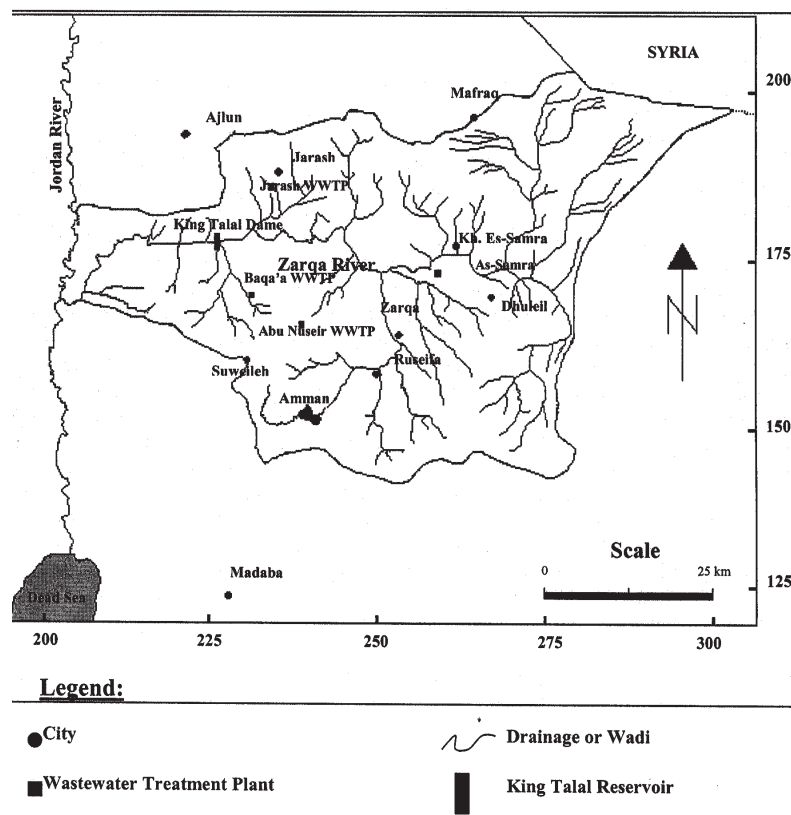 SYRIA
200
Mafraq
Ajlun
Jordan River
Jarash
Jarash WWTP
King Talal Dame
Kh. Es-Samra
Zarqa River
As-Samra
175
Baqa'a WWTP
Dhuleil
Zarqa
Abu Nuseir WWTP
Ruseifa
Suweileh
Amman
150
Scale
Madaba
0 25 km
125
Dead Sea
200 225 250 275 300
Legend:
City
Drainage or Wadi
Wastewater Treatment Plant
King Talal Reservoir